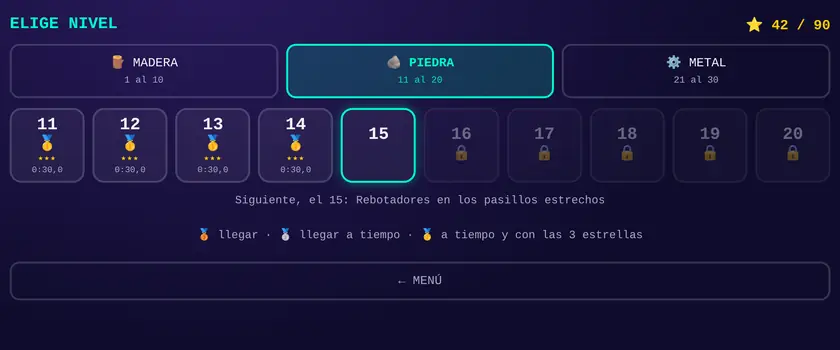 ELIGE NIVEL
⭐ 42 / 90
🪵 MADERA
1 al 10
🪨 PIEDRA
11 al 20
⚙️ METAL
21 al 30
11
★★★
0:30,0
12
★★★
0:30,0
13
★★★
0:30,0
14
★★★
0:30,0
15
16
17
18
19
20
Siguiente, el 15: Rebotadores en los pasillos estrechos
🥉 llegar · 🥈 llegar a tiempo · 🥇 a tiempo y con las 3 estrellas
← MENÚ